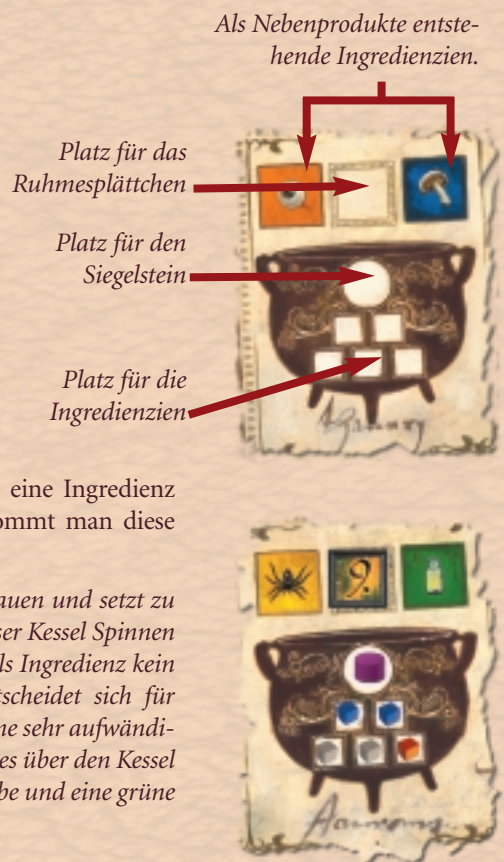 Als Nebenprodukte entste-
hende Ingredienzien.
Platz für das
Ruhmesplättchen
Platz für den
Siegelstein
Platz für die
Ingredienzien
eine Ingredienz
ommt man diese
9.
auen und setzt zu
ser Kessel Spinnen
ls Ingredienz kein
tscheidet sich für
ne sehr aufwändi-
es über den Kessel
be und eine grüne